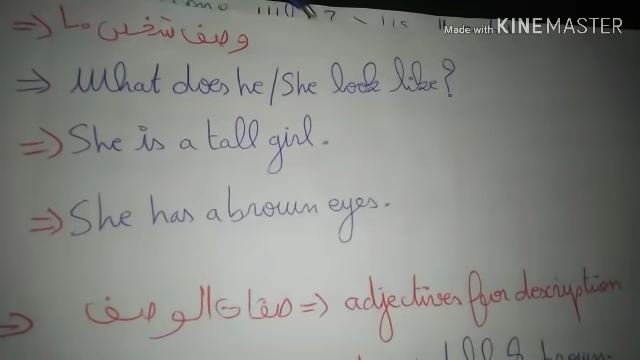 Made with KINEMASTER
⇐ وصف شخص ما
⇒ What does he/She look like?
⇒ She is a tall girl.
⇒ She has a brown eyes.
⇒ صفات الوصف ⇒ adjectives for description
brown